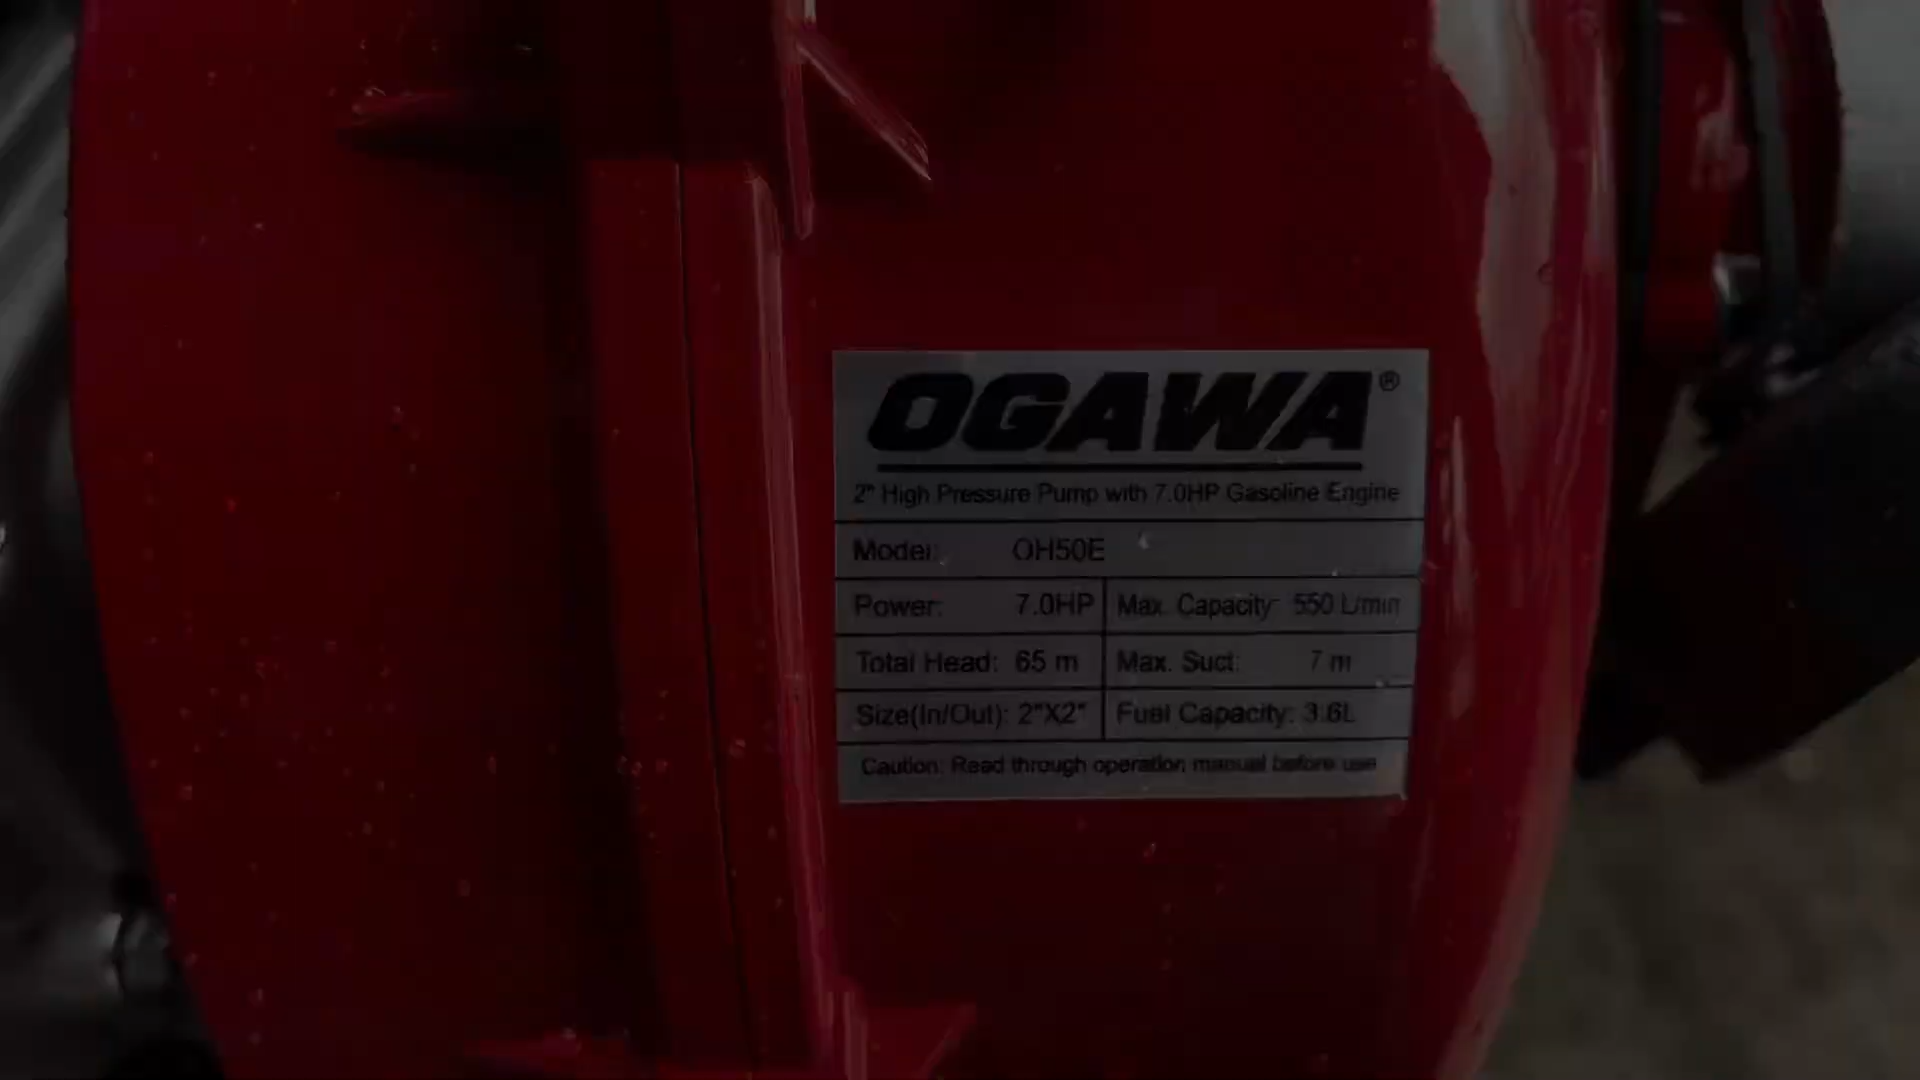 OGAWA®
2" High Pressure Pump with 7.0HP Gasoline Engine
Model: OH50E
Power: 7.0HP Max. Capacity: 550 L/min
Total Head: 65 m Max. Suct: 7 m
Size(In/Out): 2"X2" Fuel Capacity: 3.6L
Caution: Read through operation manual before use